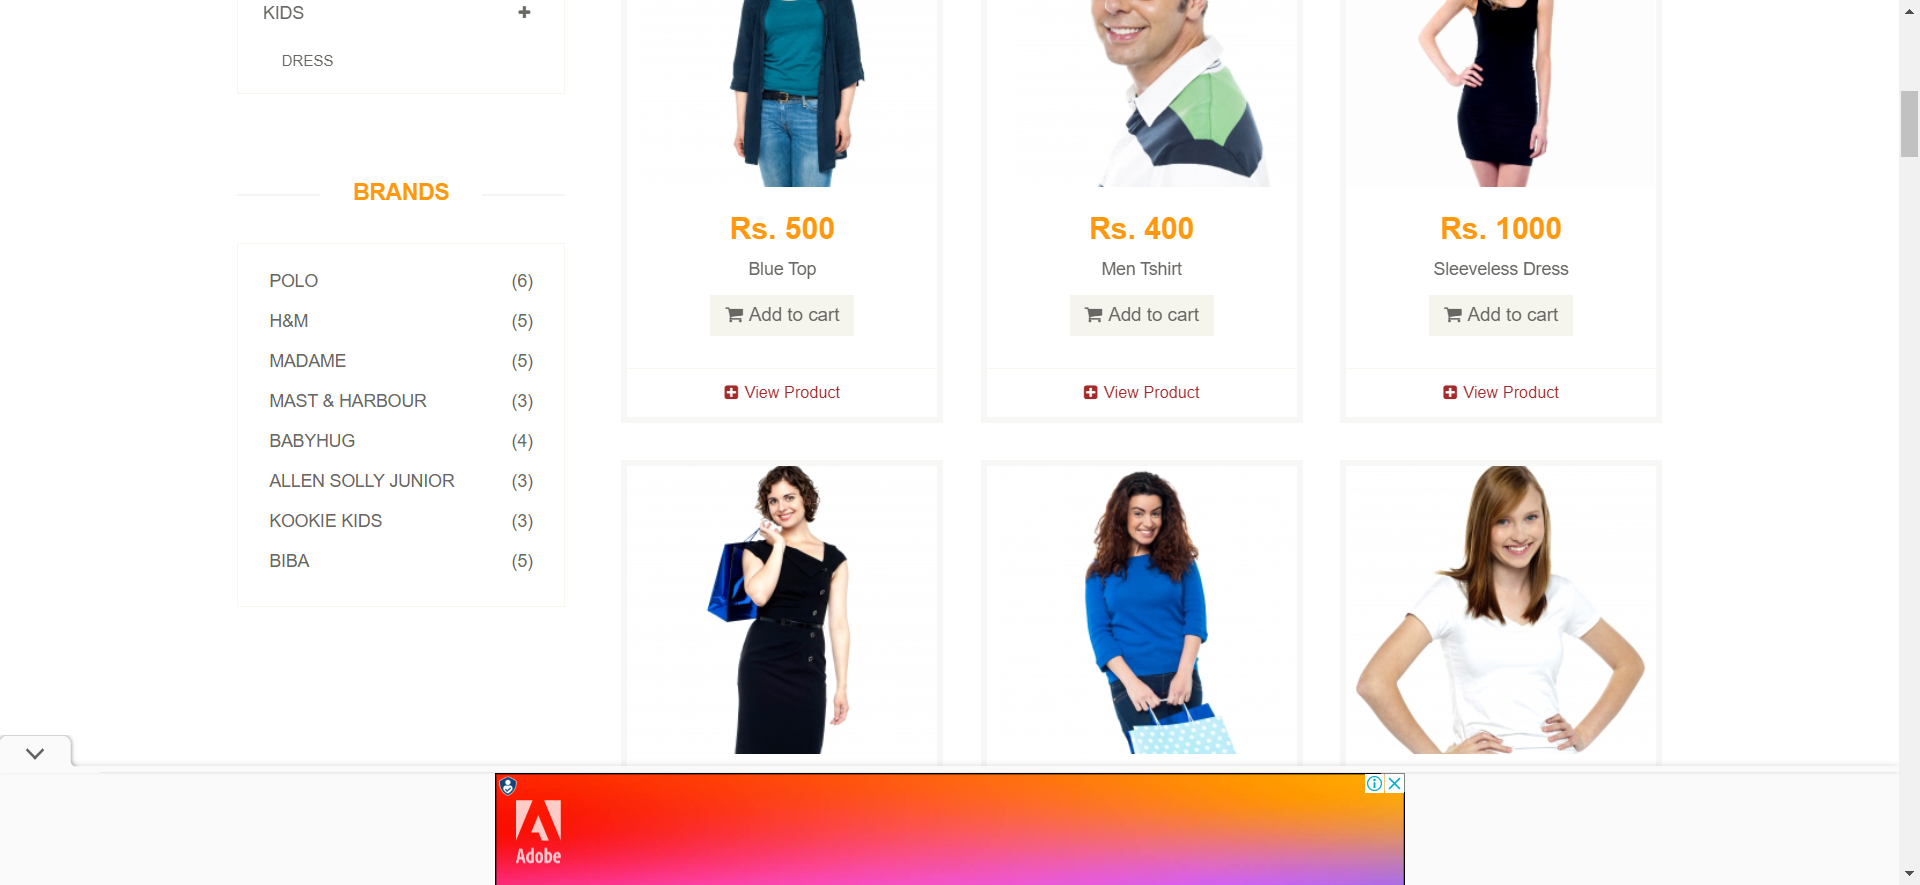 KIDS
DRESS
BRANDS
POLO (6)
H&M (5)
MADAME (5)
MAST & HARBOUR (3)
BABYHUG (4)
ALLEN SOLLY JUNIOR (3)
KOOKIE KIDS (3)
BIBA (5)
Rs. 500
Blue Top
Add to cart
View Product
Rs. 400
Men Tshirt
Add to cart
View Product
Rs. 1000
Sleeveless Dress
Add to cart
View Product
Adobe